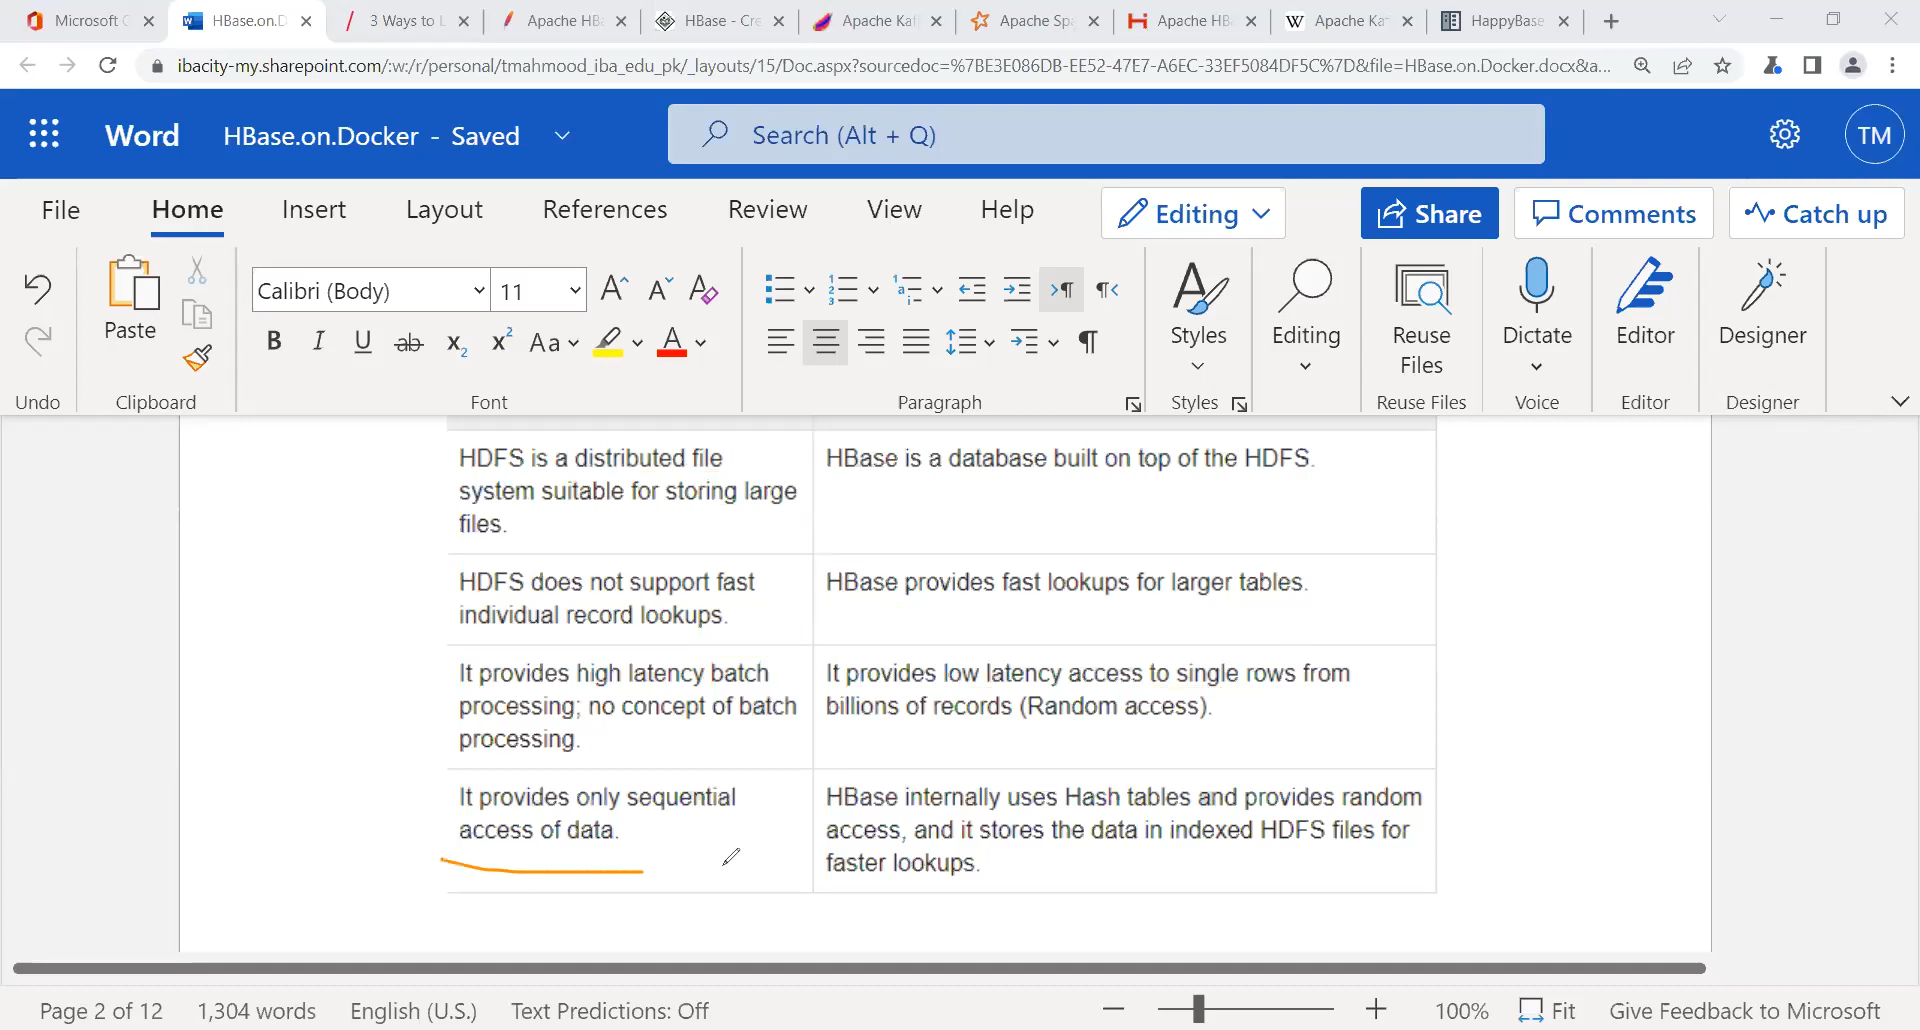 Microsoft O
HBase.on.D
3 Ways to L
Apache HBa
HBase - Cre
Apache Kaf
Apache Spa
Apache HBa
Apache Kaf
HappyBase
ibacity-my.sharepoint.com/:w:/r/personal/tmahmood_iba_edu_pk/_layouts/15/Doc.aspx?sourcedoc=%7BE3E086DB-EE52-47E7-A6EC-33EF5084DF5C%7D&file=HBase.on.Docker.docx&a...
Word HBase.on.Docker - Saved
Search (Alt + Q)
TM
File Home Insert Layout References Review View Help
Editing
Share
Comments
Catch up
Paste
Calibri (Body) 11
Styles
Editing
Reuse
Files
Dictate
Editor
Designer
Undo Clipboard Font Paragraph Styles Reuse Files Voice Editor Designer
HDFS is a distributed file
system suitable for storing large
files.
HBase is a database built on top of the HDFS.
HDFS does not support fast
individual record lookups.
HBase provides fast lookups for larger tables.
It provides high latency batch
processing; no concept of batch
processing.
It provides low latency access to single rows from
billions of records (Random access).
It provides only sequential
access of data.
HBase internally uses Hash tables and provides random
access, and it stores the data in indexed HDFS files for
faster lookups.
Page 2 of 12 1,304 words English (U.S.) Text Predictions: Off
100% Fit Give Feedback to Microsoft